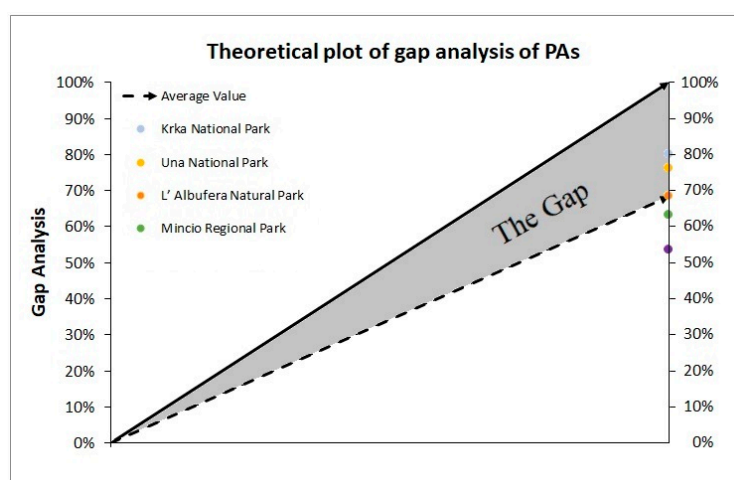 Theoretical plot of gap analysis of PAs
100%
90%
80%
70%
60%
50%
40%
30%
20%
10%
0%
Gap Analysis
Average Value
Krka National Park
Una National Park
L' Albufera Natural Park
Mincio Regional Park
The Gap
100%
90%
80%
70%
60%
50%
40%
30%
20%
10%
0%